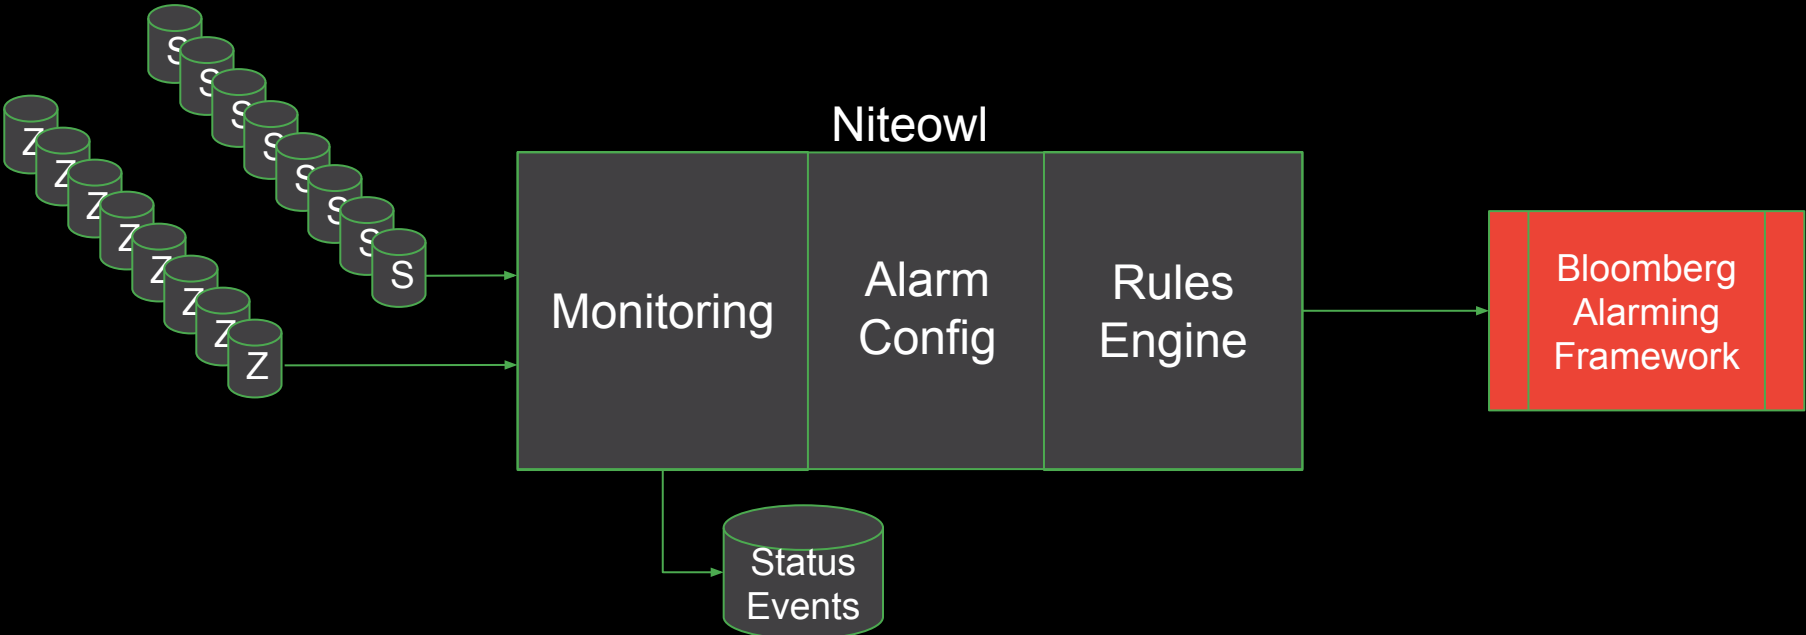 S
S
S
S
S
S
S
S
Z
Z
Z
Z
Z
Z
Z
Z
Niteowl
Monitoring
Alarm
Config
Rules
Engine
Bloomberg
Alarming
Framework
Status
Events